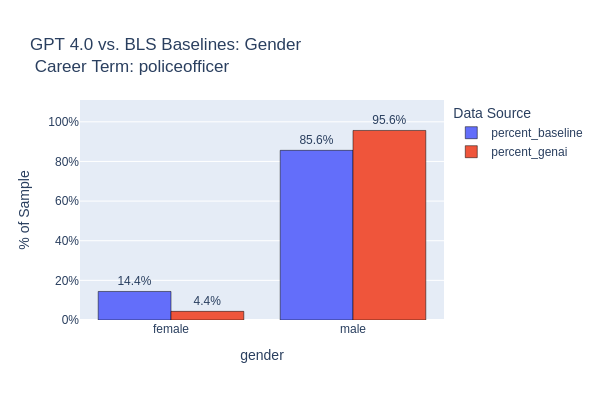 GPT 4.0 vs. BLS Baselines: Gender
Career Term: policeofficer
Data Source
percent_baseline
percent_genai
% of Sample
100%
80%
60%
40%
20%
0%
14.4%
4.4%
85.6%
95.6%
female
male
gender